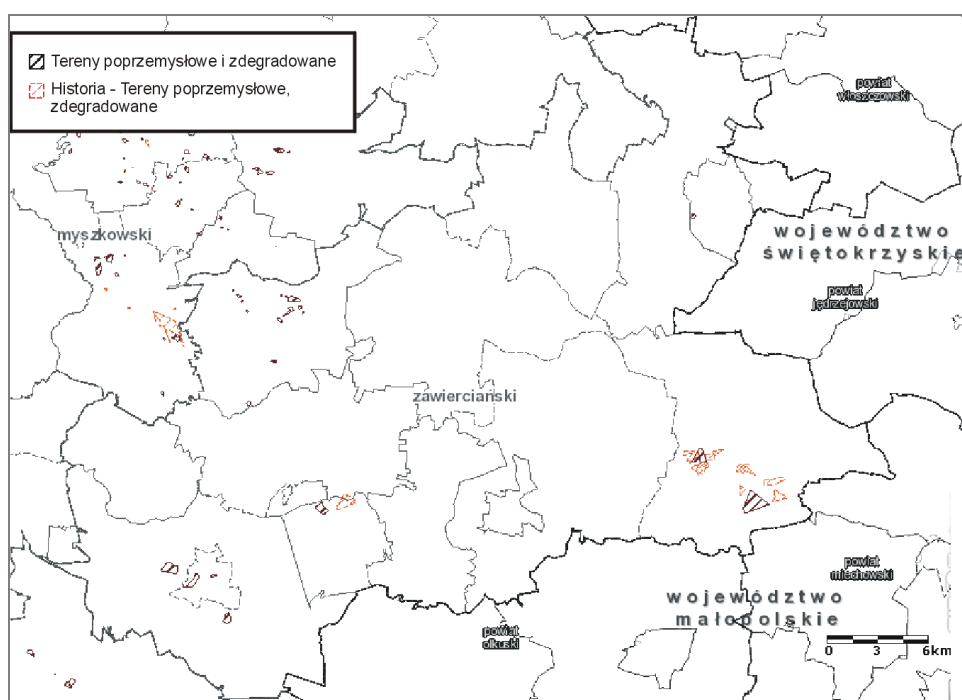 Tereny poprzemysłowe i zdegradowane
Historia - Tereny poprzemysłowe,
zdegradowane
powiat
włoszczowski
myszkowski
województwo
świętokrzyskie
powiat
jędrzejowski
zawierciański
powiat
miechowski
województwo
małopolskie
powiat
olkuski
0 3 6km